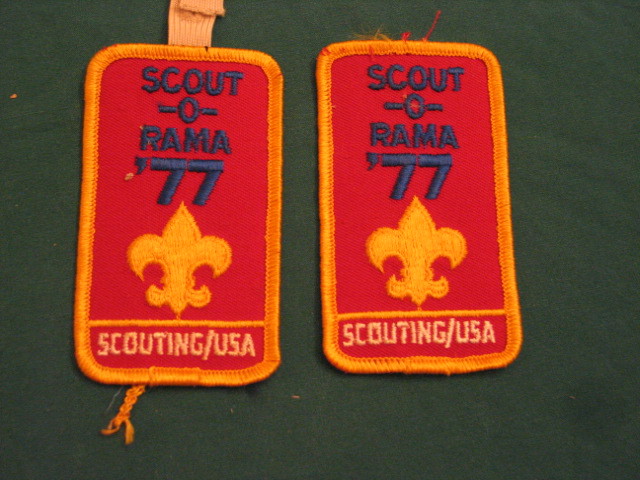 SCOUT
-O-
RAMA
'77
SCOUTING/USA
SCOUT
-O-
RAMA
'77
SCOUTING/USA